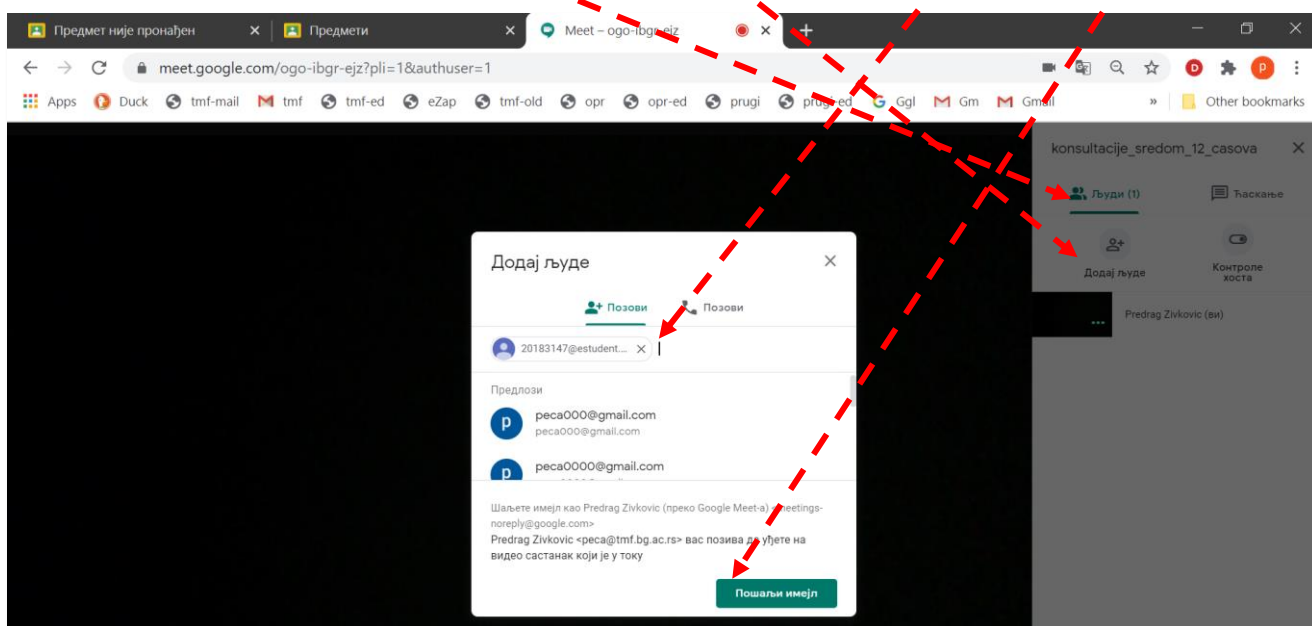 Предмет није пронађен
Предмети
Meet – ogo-ibgr-ejz
meet.google.com/ogo-ibgr-ejz?pli=1&authuser=1
Apps Duck tmf-mail tmf tmf-ed eZap tmf-old opr opr-ed prugi prugi-ed Ggl Gm Gmail » Other bookmarks
konsultacije_sredom_12_casova
Људи (1) Ћаскање
Додај људе Контроле хоста
Predrag Zivkovic (ви)
Додај људе
Позови Позови
20183147@estudent....
Предлози
peca000@gmail.com
peca000@gmail.com
peca0000@gmail.com
Шаљете имејл као Predrag Zivkovic (преко Google Meet-а) <meetings-
noreply@google.com>
Predrag Zivkovic <peca@tmf.bg.ac.rs> вас позива да уђете на
видео састанак који је у току
Пошаљи имејл